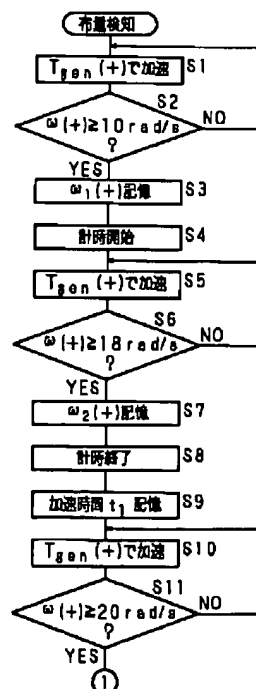 布量検知
Tgen (+)で加速 S1
S2
ω(+)≧10rad/s NO
?
YES
ω1(+)記憶 S3
計時開始 S4
Tgen (+)で加速 S5
S6
ω(+)≧18rad/s NO
?
YES
ω2(+)記憶 S7
計時終了 S8
加速時間 t1 記憶 S9
Tgen (+)で加速 S10
S11
ω(+)≧20rad/s NO
?
YES
1